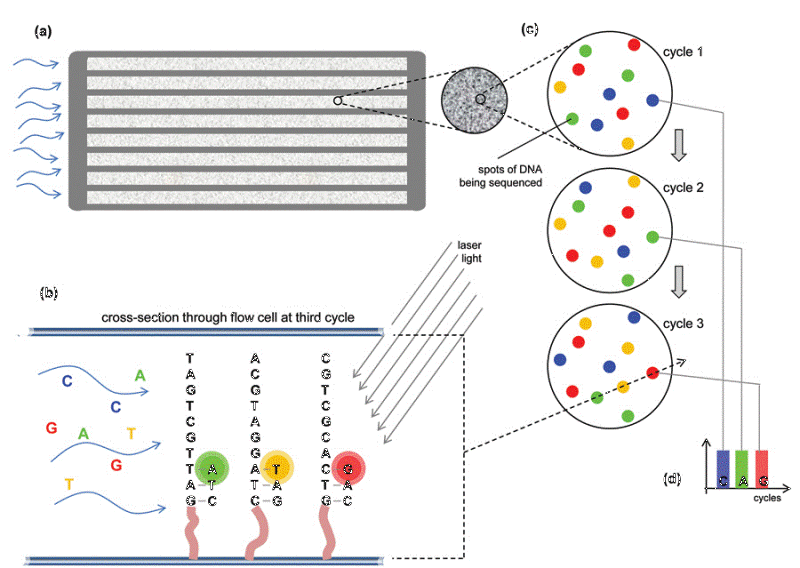 (a)
(c)
cycle 1
spots of DNA
being sequenced
cycle 2
laser
light
(b)
cross-section through flow cell at third cycle
cycle 3
C A
C
G A T
G
T
T A C
A C G
G G T
T T C
C A G
G G C
T G A
T A A T C G
A T T A T A
G C C G G C
(d)
C A G
cycles